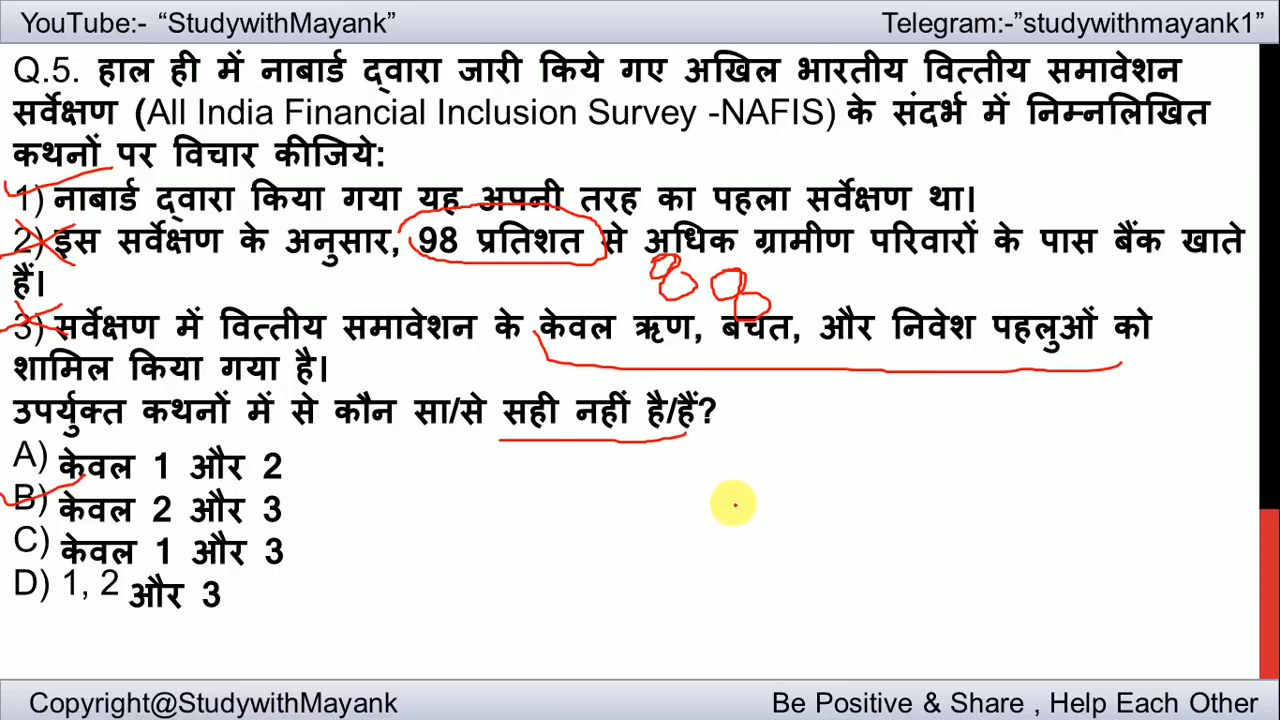 YouTube:- “StudywithMayank”
Telegram:-”studywithmayank1”
Q.5. हाल ही में नाबार्ड द्वारा जारी किये गए अखिल भारतीय वित्तीय समावेशन
सर्वेक्षण (All India Financial Inclusion Survey -NAFIS) के संदर्भ में निम्नलिखित
कथनों पर विचार कीजिये:
1) नाबार्ड द्वारा किया गया यह अपनी तरह का पहला सर्वेक्षण था।
2) इस सर्वेक्षण के अनुसार, 98 प्रतिशत से अधिक ग्रामीण परिवारों के पास बैंक खाते
हैं।
88
3) सर्वेक्षण में वित्तीय समावेशन के केवल ऋण, बचत, और निवेश पहलुओं को
शामिल किया गया है।
उपर्युक्त कथनों में से कौन सा/से सही नहीं है/हैं?
A) केवल 1 और 2
B) केवल 2 और 3
C) केवल 1 और 3
D) 1, 2 और 3
Copyright@StudywithMayank
Be Positive & Share , Help Each Other